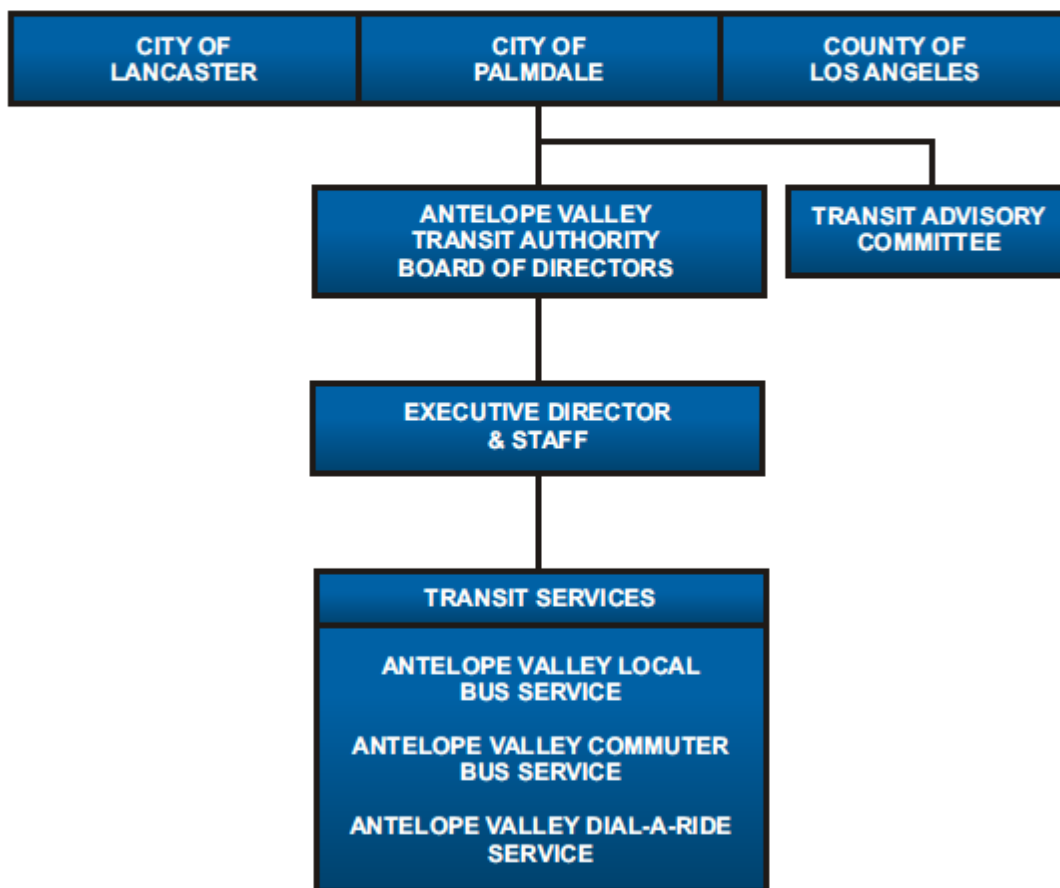 CITY OF
LANCASTER
CITY OF
PALMDALE
COUNTY OF
LOS ANGELES
ANTELOPE VALLEY
TRANSIT AUTHORITY
BOARD OF DIRECTORS
TRANSIT ADVISORY
COMMITTEE
EXECUTIVE DIRECTOR
& STAFF
TRANSIT SERVICES
ANTELOPE VALLEY LOCAL
BUS SERVICE
ANTELOPE VALLEY COMMUTER
BUS SERVICE
ANTELOPE VALLEY DIAL-A-RIDE
SERVICE